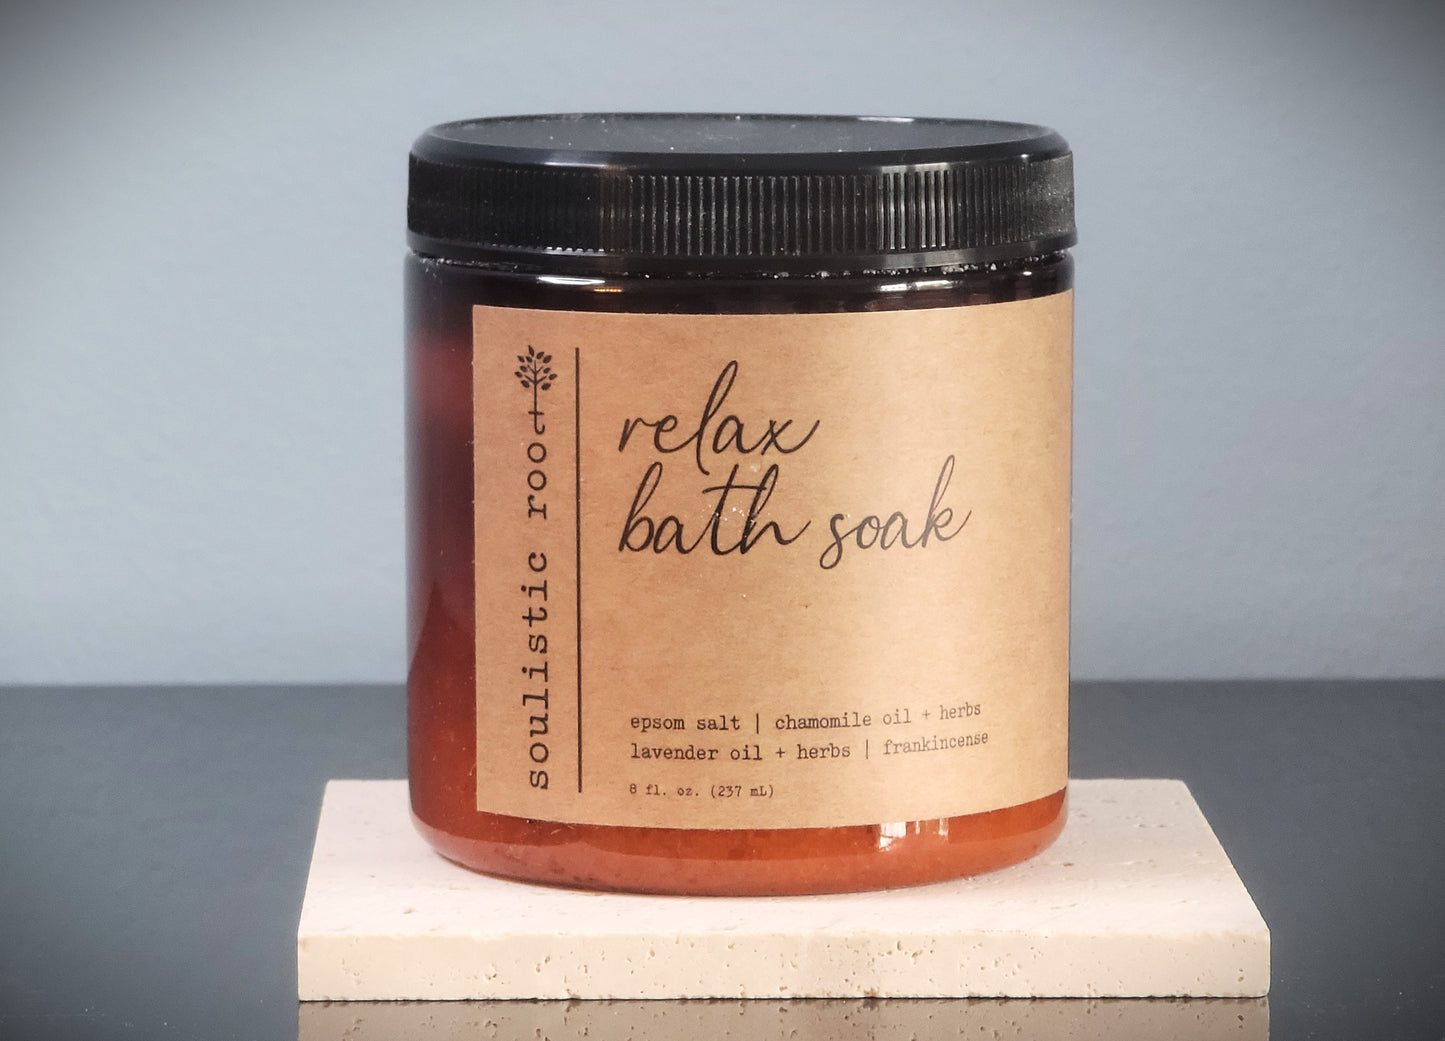 soulistic root
relax
bath soak
epsom salt | chamomile oil + herbs
lavender oil + herbs | frankincense
8 fl. oz. (237 mL)